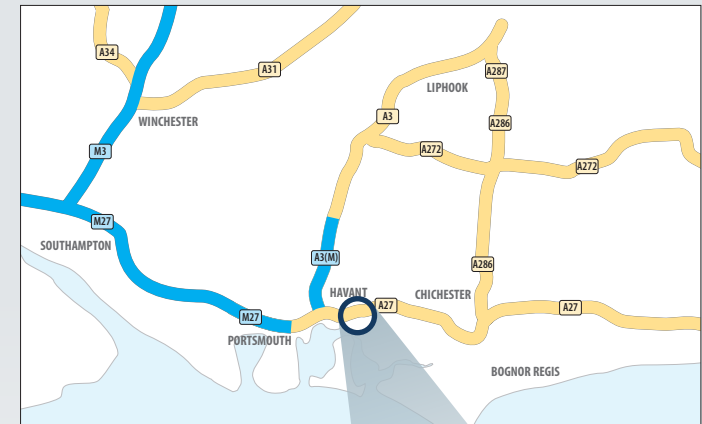 A34
A31
A287
LIPHOOK
A3
WINCHESTER
A286
M3
A272
A272
M27
SOUTHAMPTON
A3(M)
A286
HAVANT
CHICHESTER
A27
A27
M27
PORTSMOUTH
BOGNOR REGIS